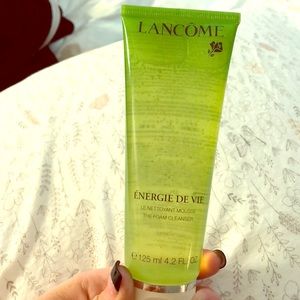 LANCÔME
ÉNERGIE DE VIE
LE NETTOYANT MOUSSE
THE FOAM CLEANSER
℮ 125 ml 4.2 FL. OZ